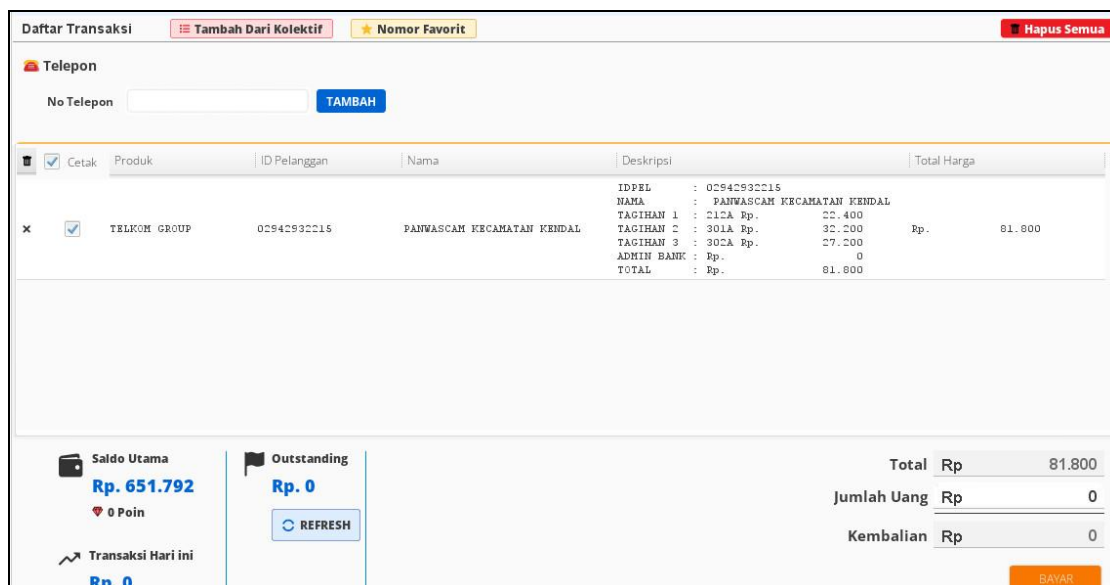 Daftar Transaksi Tambah Dari Kolektif Nomor Favorit Hapus Semua
Telepon
No Telepon TAMBAH
Cetak Produk ID Pelanggan Nama Deskripsi Total Harga
IDPEL : 02942932215
NAMA : PANWASCAM KECAMATAN KENDAL
TAGIHAN 1 : 212A Rp. 22.400
TELKOM GROUP 02942932215 PANWASCAM KECAMATAN KENDAL TAGIHAN 2 : 301A Rp. 32.200 Rp. 81.800
TAGIHAN 3 : 302A Rp. 27.200
ADMIN BANK : Rp. 0
TOTAL : Rp. 81.800
Saldo Utama Outstanding Total Rp 81.800
Rp. 651.792 Rp. 0 Jumlah Uang Rp 0
0 Poin REFRESH Kembalian Rp 0
Transaksi Hari ini
Rp. 0 BAYAR